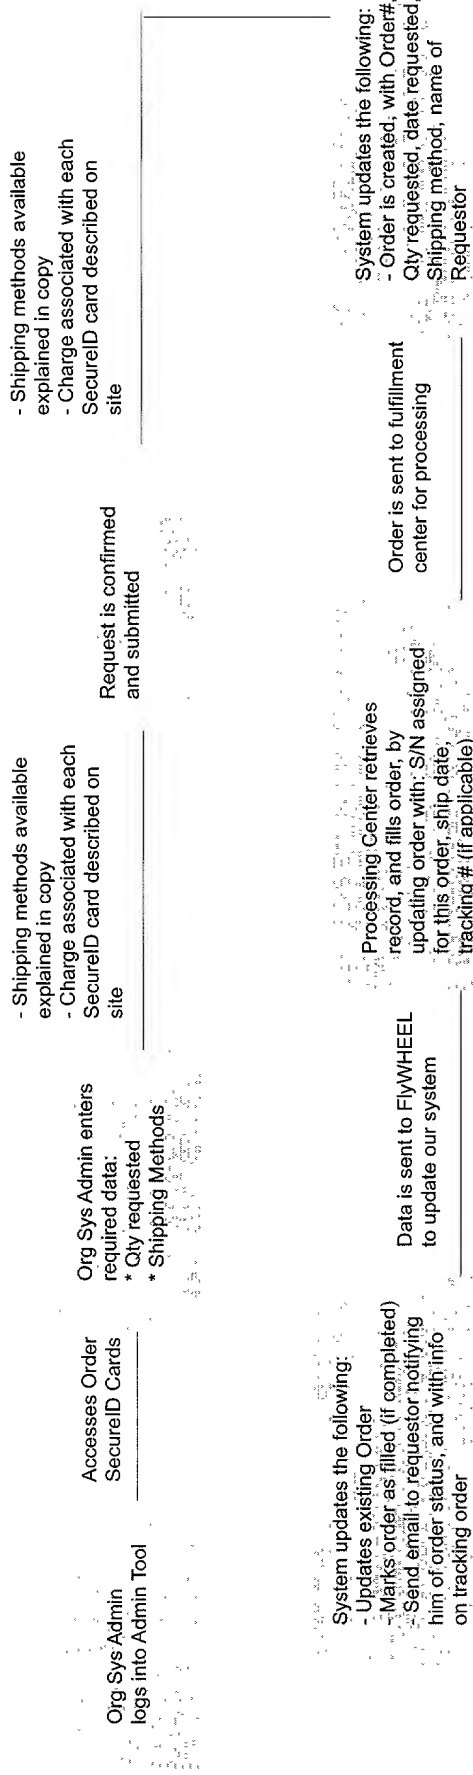 Org Sys Admin
logs into Admin Tool
Accesses Order
SecureID Cards
Org Sys Admin enters
required data:
* Qty requested
* Shipping Methods
- Shipping methods available
explained in copy
- Charge associated with each
SecureID card described on
site
Request is confirmed
and submitted
- Shipping methods available
explained in copy
- Charge associated with each
SecureID card described on
site
System updates the following:
- Order is created, with Order#,
Qty requested, date requested,
Shipping method, name of
Requestor
Order is sent to fulfillment
center for processing
Processing Center retrieves
record, and fills order, by
updating order with: S/N assigned
for this order, ship date,
tracking # (if applicable)
Data is sent to FlyWHEEL
to update our system
System updates the following:
- Updates existing Order
- Marks order as filled (if completed)
- Send email to requestor notifying
him of order status, and with info
on tracking order